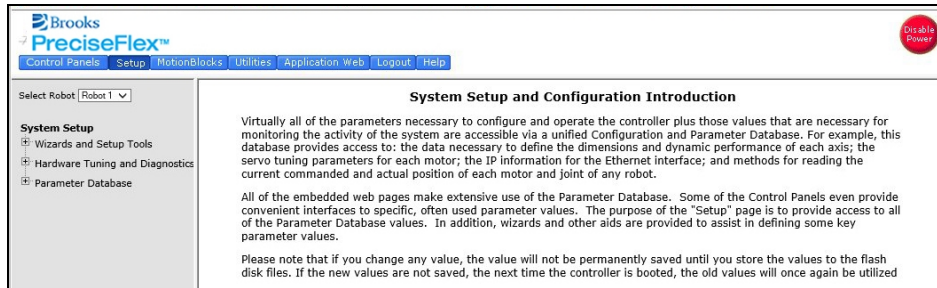 Brooks
PreciseFlex™
Disable
Power
Control Panels Setup MotionBlocks Utilities Application Web Logout Help
Select Robot Robot 1
System Setup
Wizards and Setup Tools
Hardware Tuning and Diagnostics
Parameter Database
System Setup and Configuration Introduction
Virtually all of the parameters necessary to configure and operate the controller plus those values that are necessary for
monitoring the activity of the system are accessible via a unified Configuration and Parameter Database. For example, this
database provides access to: the data necessary to define the dimensions and dynamic performance of each axis; the
servo tuning parameters for each motor; the IP information for the Ethernet interface; and methods for reading the
current commanded and actual position of each motor and joint of any robot.
All of the embedded web pages make extensive use of the Parameter Database. Some of the Control Panels even provide
convenient interfaces to specific, often used parameter values. The purpose of the "Setup" page is to provide access to all
of the Parameter Database values. In addition, wizards and other aids are provided to assist in defining some key
parameter values.
Please note that if you change any value, the value will not be permanently saved until you store the values to the flash
disk files. If the new values are not saved, the next time the controller is booted, the old values will once again be utilized